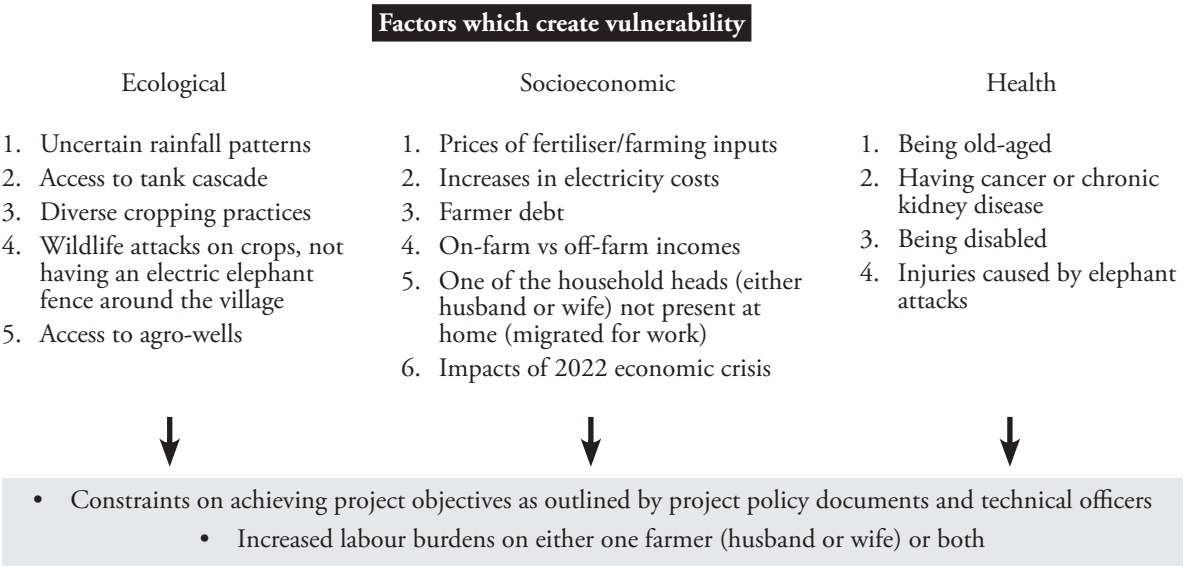 Factors which create vulnerability
Ecological
1. Uncertain rainfall patterns
2. Access to tank cascade
3. Diverse cropping practices
4. Wildlife attacks on crops, not
having an electric elephant
fence around the village
5. Access to agro-wells
Socioeconomic
1. Prices of fertiliser/farming inputs
2. Increases in electricity costs
3. Farmer debt
4. On-farm vs off-farm incomes
5. One of the household heads (either
husband or wife) not present at
home (migrated for work)
6. Impacts of 2022 economic crisis
Health
1. Being old-aged
2. Having cancer or chronic
kidney disease
3. Being disabled
4. Injuries caused by elephant
attacks
• Constraints on achieving project objectives as outlined by project policy documents and technical officers
• Increased labour burdens on either one farmer (husband or wife) or both